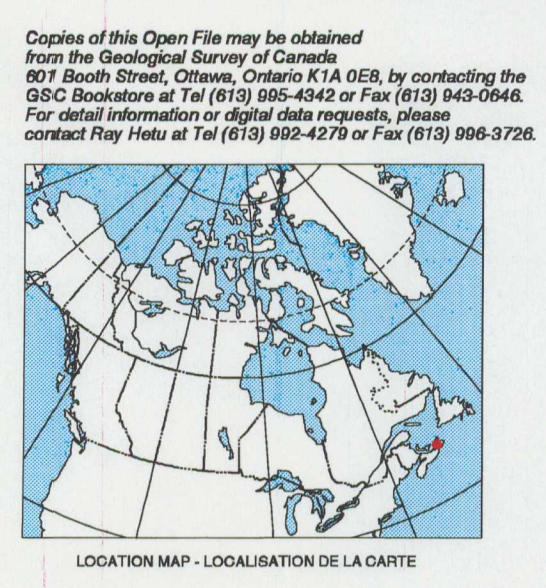 Copies of this Open File may be obtained
from the Geological Survey of Canada
601 Booth Street, Ottawa, Ontario K1A 0E8, by contacting the
GSC Bookstore at Tel (613) 995-4342 or Fax (613) 943-0646.
For detail information or digital data requests, please
contact Ray Hetu at Tel (613) 992-4279 or Fax (613) 996-3726.
LOCATION MAP - LOCALISATION DE LA CARTE